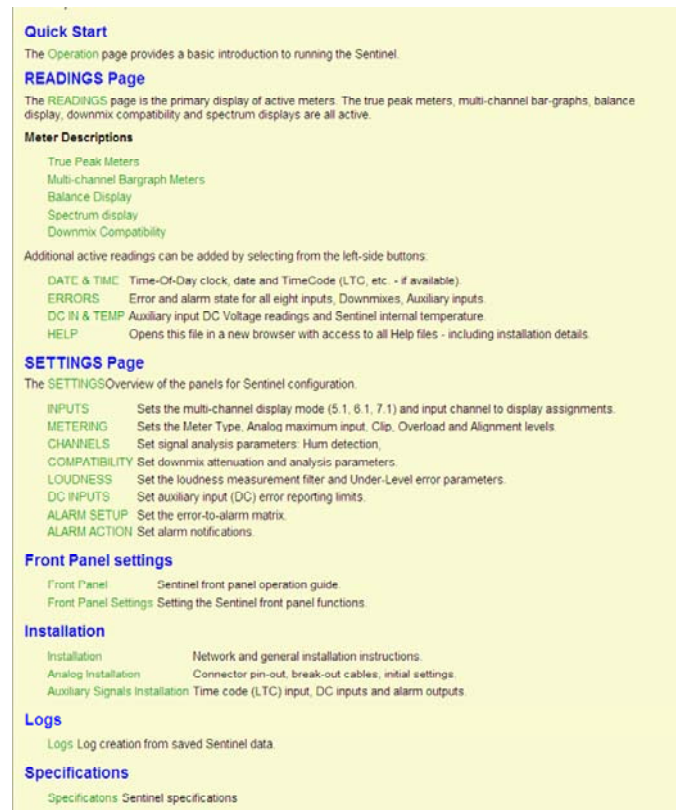 Quick Start
The Operation page provides a basic introduction to running the Sentinel.
READINGS Page
The READINGS page is the primary display of active meters. The true peak meters, multi-channel bar-graphs, balance
display, downmix compatibility and spectrum displays are all active.
Meter Descriptions
True Peak Meters
Multi-channel Bargraph Meters
Balance Display
Spectrum display
Downmix Compatibility
Additional active readings can be added by selecting from the left-side buttons:
DATE & TIME Time-Of-Day clock, date and TimeCode (LTC, etc. - if available).
ERRORS Error and alarm state for all eight inputs, Downmixes, Auxiliary inputs.
DC IN & TEMP Auxiliary input DC Voltage readings and Sentinel internal temperature.
HELP Opens this file in a new browser with access to all Help files - including installation details.
SETTINGS Page
The SETTINGSOverview of the panels for Sentinel configuration.
INPUTS Sets the multi-channel display mode (5.1, 6.1, 7.1) and input channel to display assignments.
METERING Sets the Meter Type, Analog maximum input, Clip, Overload and Alignment levels.
CHANNELS Set signal analysis parameters: Hum detection,
COMPATIBILITY Set downmix attenuation and analysis parameters.
LOUDNESS Set the loudness measurement filter and Under-Level error parameters.
DC INPUTS Set auxiliary input (DC) error reporting limits.
ALARM SETUP Set the error-to-alarm matrix.
ALARM ACTION Set alarm notifications.
Front Panel settings
Front Panel Sentinel front panel operation guide.
Front Panel Settings Setting the Sentinel front panel functions.
Installation
Installation Network and general installation instructions.
Analog Installation Connector pin-out, break-out cables, initial settings.
Auxiliary Signals Installation Time code (LTC) input, DC inputs and alarm outputs.
Logs
Logs Log creation from saved Sentinel data.
Specifications
Specificatons Sentinel specifications